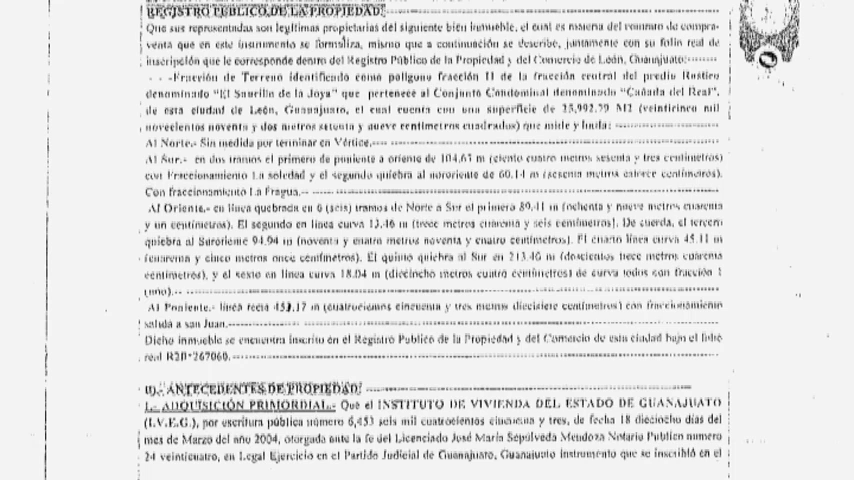 REGISTRO PÚBLICO DE LA PROPIEDAD:
Que sus representadas son legítimas propietarias del siguiente bien inmueble, el cual es materia del contrato de compra-
venta que en este instrumento se formaliza, mismo que a continuación se describe, juntamente con su folio real de
inscripción que le corresponde dentro del Registro Público de la Propiedad y del Comercio de León, Guanajuato:--------
- - -Fracción de Terreno identificado como polígono fracción II de la fracción central del predio Rustico
denominado "El Saurilin de la Joya" que pertenece al Conjunto Condominal denominado "Cañada del Real",
de esta ciudad de León, Guanajuato, el cual cuenta con una superficie de 25,992.79 M2 (veinticinco mil
novecientos noventa y dos metros setenta y nueve centímetros cuadrados) que mide y linda:--------
Al Norte.- Sin medida por terminar en Vértice.--------
Al Sur.- en dos tramos el primero de poniente a oriente de 104.63 m (ciento cuatro metros sesenta y tres centímetros)
con Fraccionamiento La soledad y el segundo quiebra al nororiente de 60.14 m (sesenta metros catorce centímetros).
Con fraccionamiento La Fragua.--------
Al Oriente.- en línea quebrada en 6 (seis) tramos de Norte a Sur el primero 89.41 m (ochenta y nueve metros cuarenta
y un centímetros). El segundo en línea curva 13.46 m (trece metros cuarenta y seis centímetros). De cuerda, el tercero
quiebra al Suroriente 94.94 m (noventa y cuatro metros noventa y cuatro centímetros). El cuarto línea curva 45.11 m
(cuarenta y cinco metros once centímetros). El quinto quiebra al Sur en 213.40 m (doscientos trece metros cuarenta
centímetros), y el sexto en línea curva 18.04 m (dieciocho metros cuatro centímetros) de curva todos con fracción 1
(uno).--------
Al Poniente.- línea recta 453.17 m (cuatrocientos cincuenta y tres metros diecisiete centímetros) con fraccionamiento
salida a san Juan.--------
Dicho inmueble se encuentra inscrito en el Registro Publico de la Propiedad y del Comercio de esta ciudad bajo el folio
real R20*267060.--------
II).- ANTECEDENTES DE PROPIEDAD:--------
1.- ADQUISICIÓN PRIMORDIAL.- Que el INSTITUTO DE VIVIENDA DEL ESTADO DE GUANAJUATO
(I.V.E.G.), por escritura pública número 6,453 seis mil cuatrocientos cincuenta y tres, de fecha 18 dieciocho días del
mes de Marzo del año 2004, otorgada ante la fe del Licenciado José María Sepúlveda Mendoza Notario Publico numero
24 veinticuatro, en Legal Ejercicio en el Partido Judicial de Guanajuato, Guanajuato instrumento que se inscribió en el